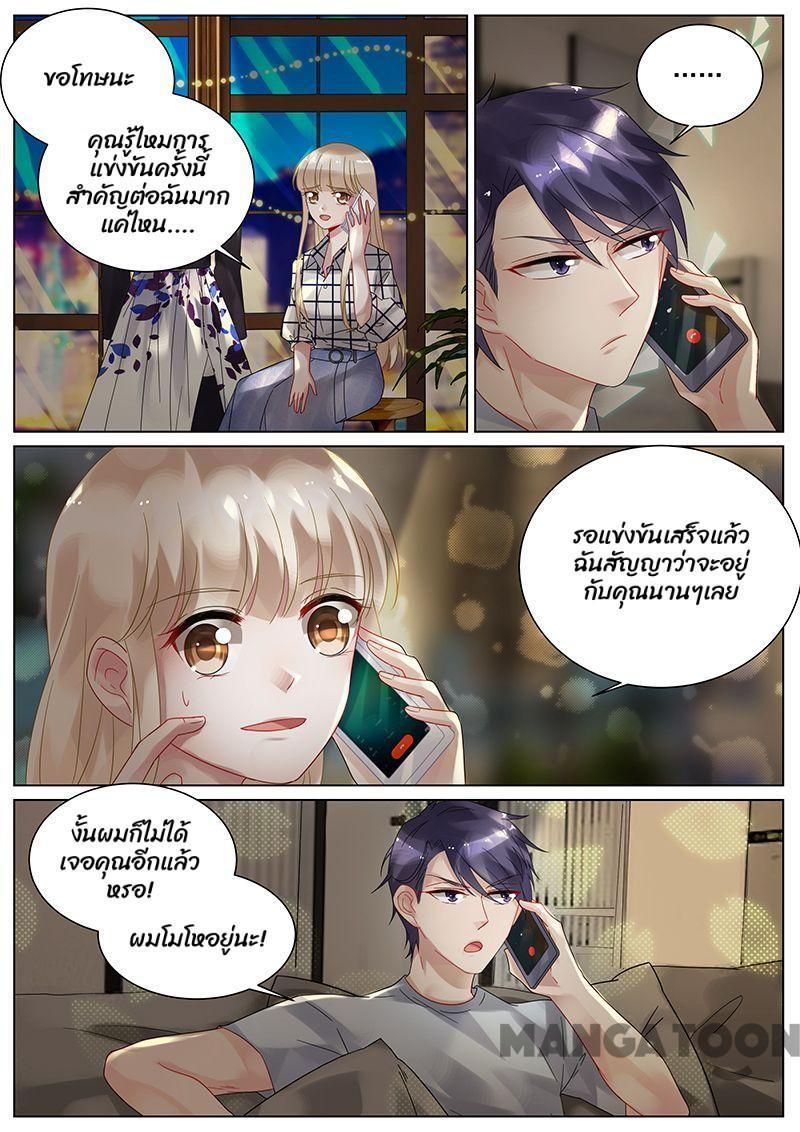 ขอโทษนะ
คุณรู้ไหมการ
แข่งขันครั้งนี้
สำคัญต่อฉันมาก
แค่ไหน....
......
รอแข่งขันเสร็จแล้ว
ฉันสัญญาว่าจะอยู่
กับคุณนานๆเลย
งั้นผมก็ไม่ได้
เจอคุณอีกแล้ว
หรอ!
ผมโมโหอยู่นะ!
MANGATOON